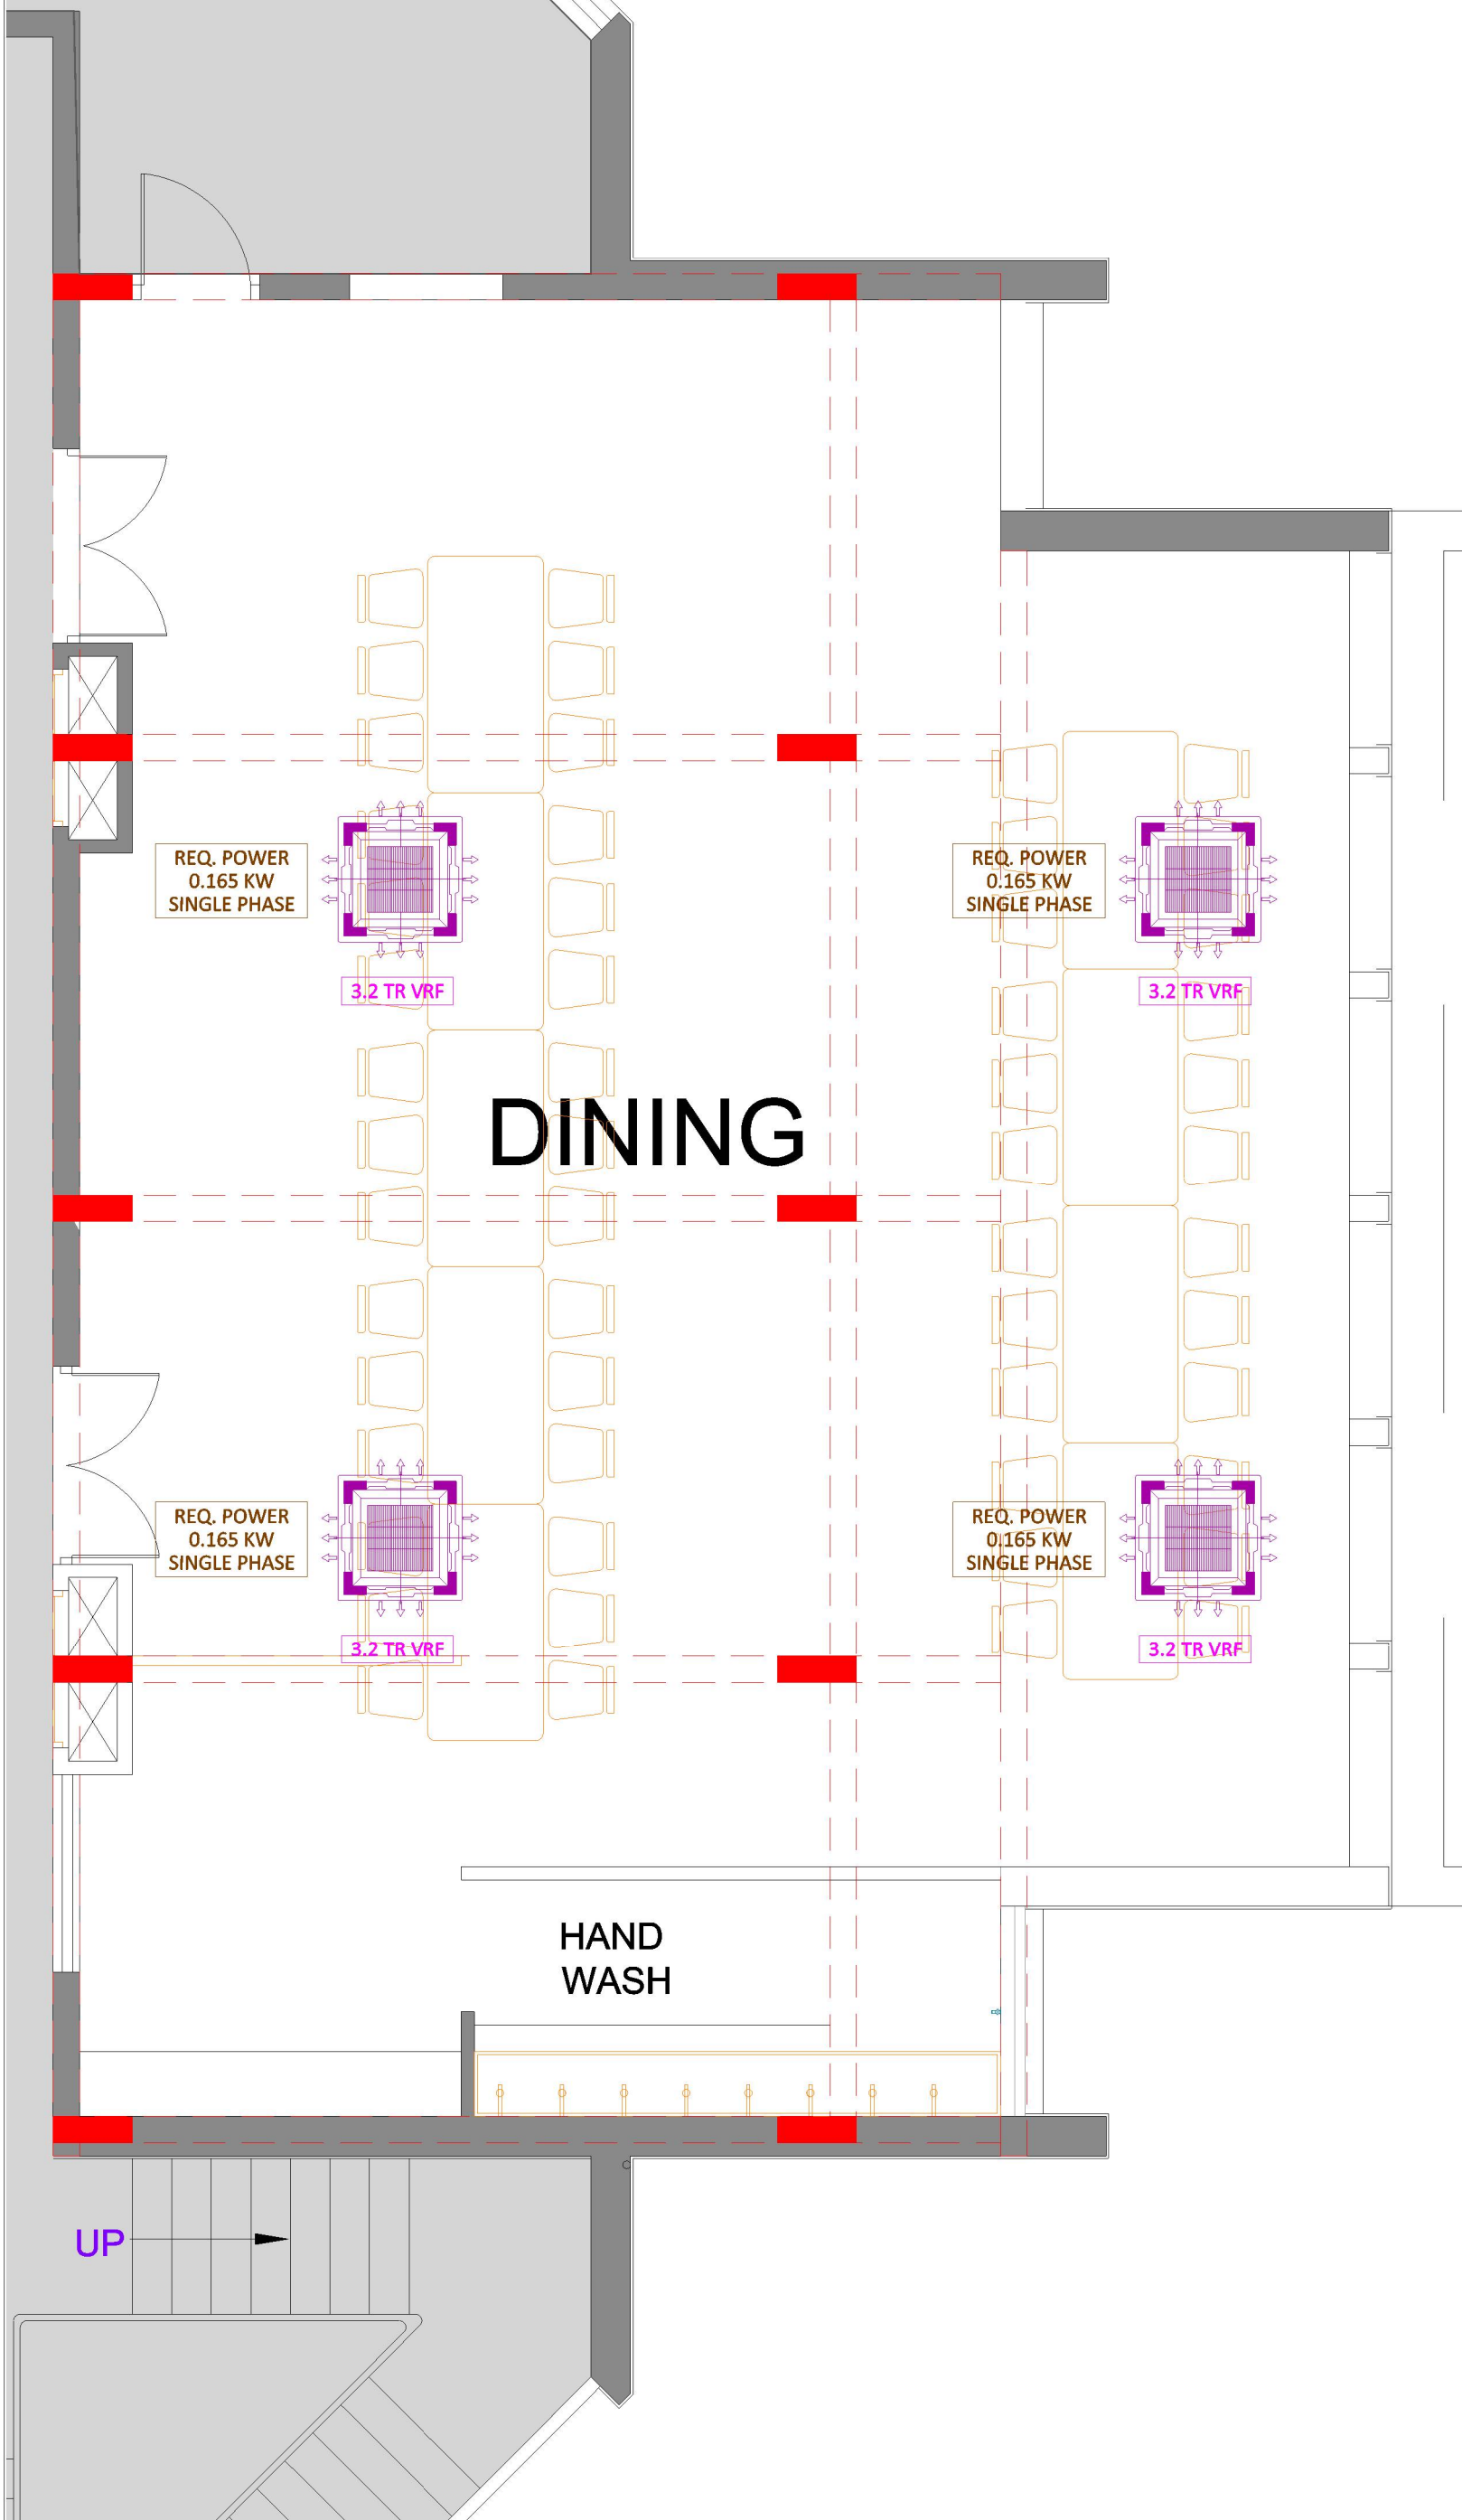 REQ. POWER
0.165 KW
SINGLE PHASE
REQ. POWER
0.165 KW
SINGLE PHASE
3.2 TR VRF
3.2 TR VRF
DINING
REQ. POWER
0.165 KW
SINGLE PHASE
REQ. POWER
0.165 KW
SINGLE PHASE
3.2 TR VRF
3.2 TR VRF
HAND
WASH
UP